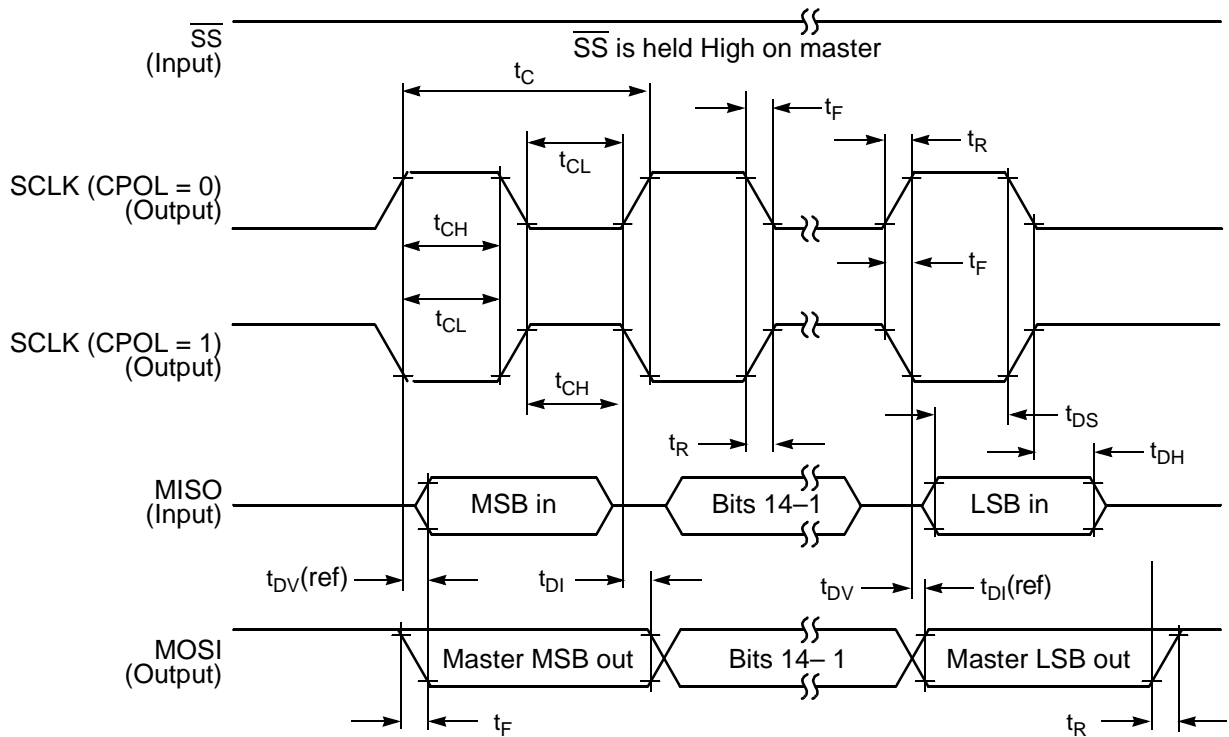 SS
(Input)
SS is held High on master
tC
tF
tR
tCL
SCLK (CPOL = 0)
(Output)
tCH
tF
tCL
SCLK (CPOL = 1)
(Output)
tCH
tDS
tR
tDH
MISO
(Input)
MSB in
Bits 14–1
LSB in
tDV(ref)
tDI
tDV
tDI(ref)
MOSI
(Output)
Master MSB out
Bits 14– 1
Master LSB out
tF
tR